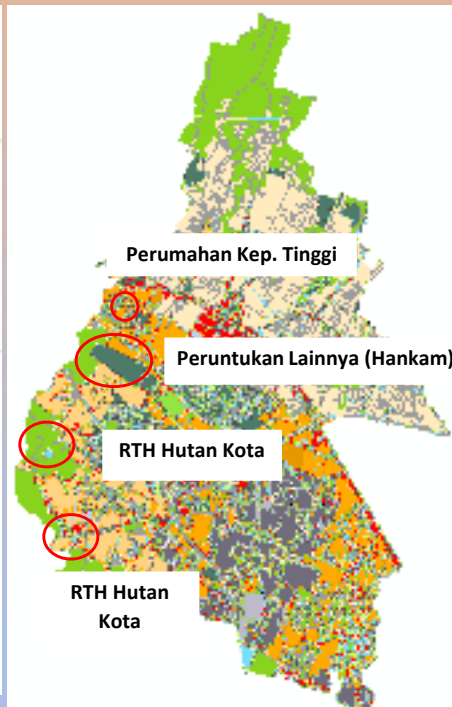 Perumahan Kep. Tinggi
Peruntukan Lainnya (Hankam)
RTH Hutan Kota
RTH Hutan
Kota